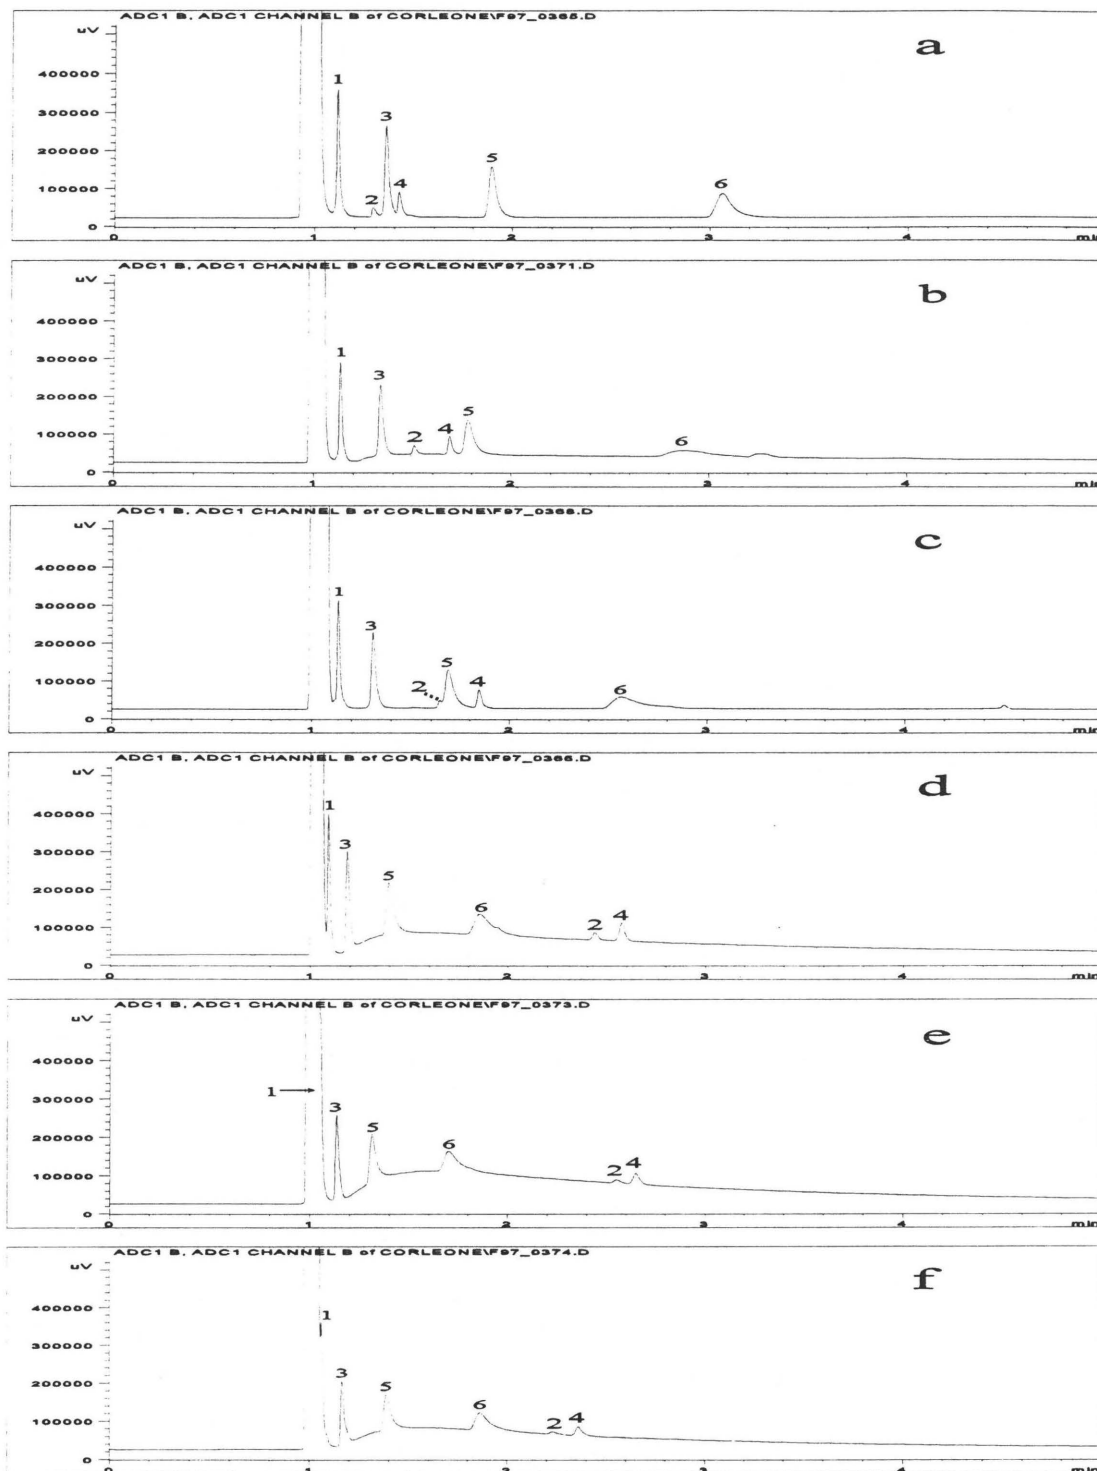 ADC1 B, ADC1 CHANNEL B of CORLEONE\F97_0365.D
uV
a
400000
300000
200000
100000
0
1
3
2
4
5
6
0 1 2 3 4 min
ADC1 B, ADC1 CHANNEL B of CORLEONE\F97_0371.D
uV
b
400000
300000
200000
100000
0
1
3
2
4
5
6
0 1 2 3 4 min
ADC1 B, ADC1 CHANNEL B of CORLEONE\F97_0368.D
uV
c
400000
300000
200000
100000
0
1
3
2
5
4
6
0 1 2 3 4 min
ADC1 B, ADC1 CHANNEL B of CORLEONE\F97_0366.D
uV
d
400000
300000
200000
100000
0
1
3
5
6
2
4
0 1 2 3 4 min
ADC1 B, ADC1 CHANNEL B of CORLEONE\F97_0373.D
uV
e
400000
300000
200000
100000
0
1
3
5
6
2
4
0 1 2 3 4 min
ADC1 B, ADC1 CHANNEL B of CORLEONE\F97_0374.D
uV
f
400000
300000
200000
100000
0
1
3
5
6
2
4
0 1 2 3 4 min